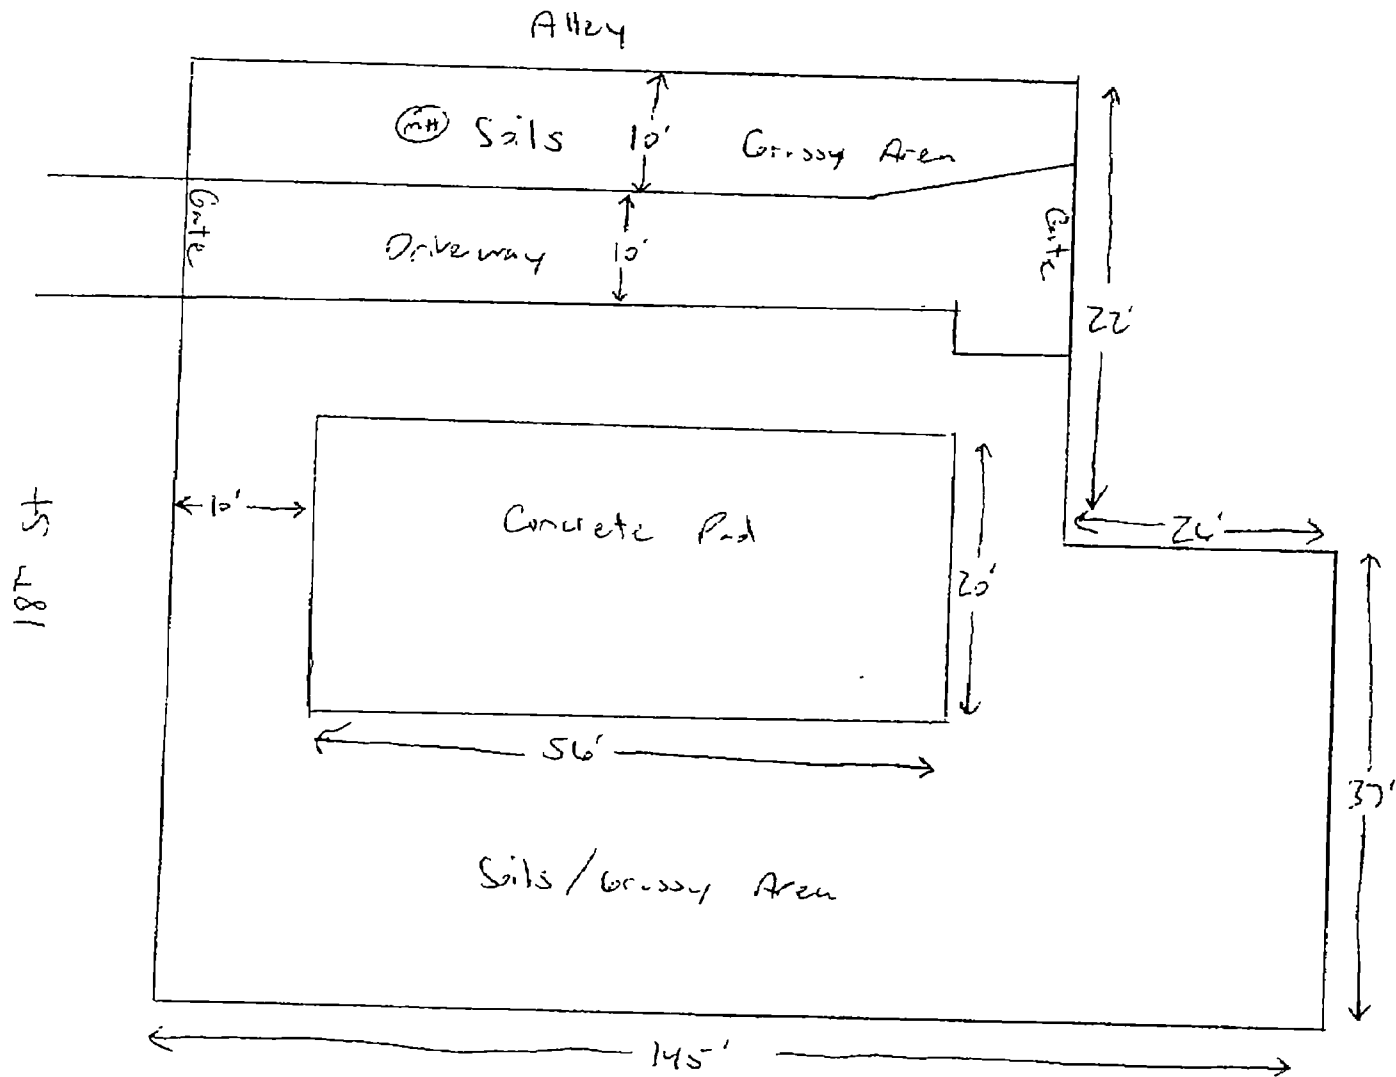 Alley
MH Soils 10' Grassy Area
Gate
Driveway 10'
Gate
22'
10'
Concrete Pad
26'
20'
18th St
56'
37'
Soils/Grassy Area
145'